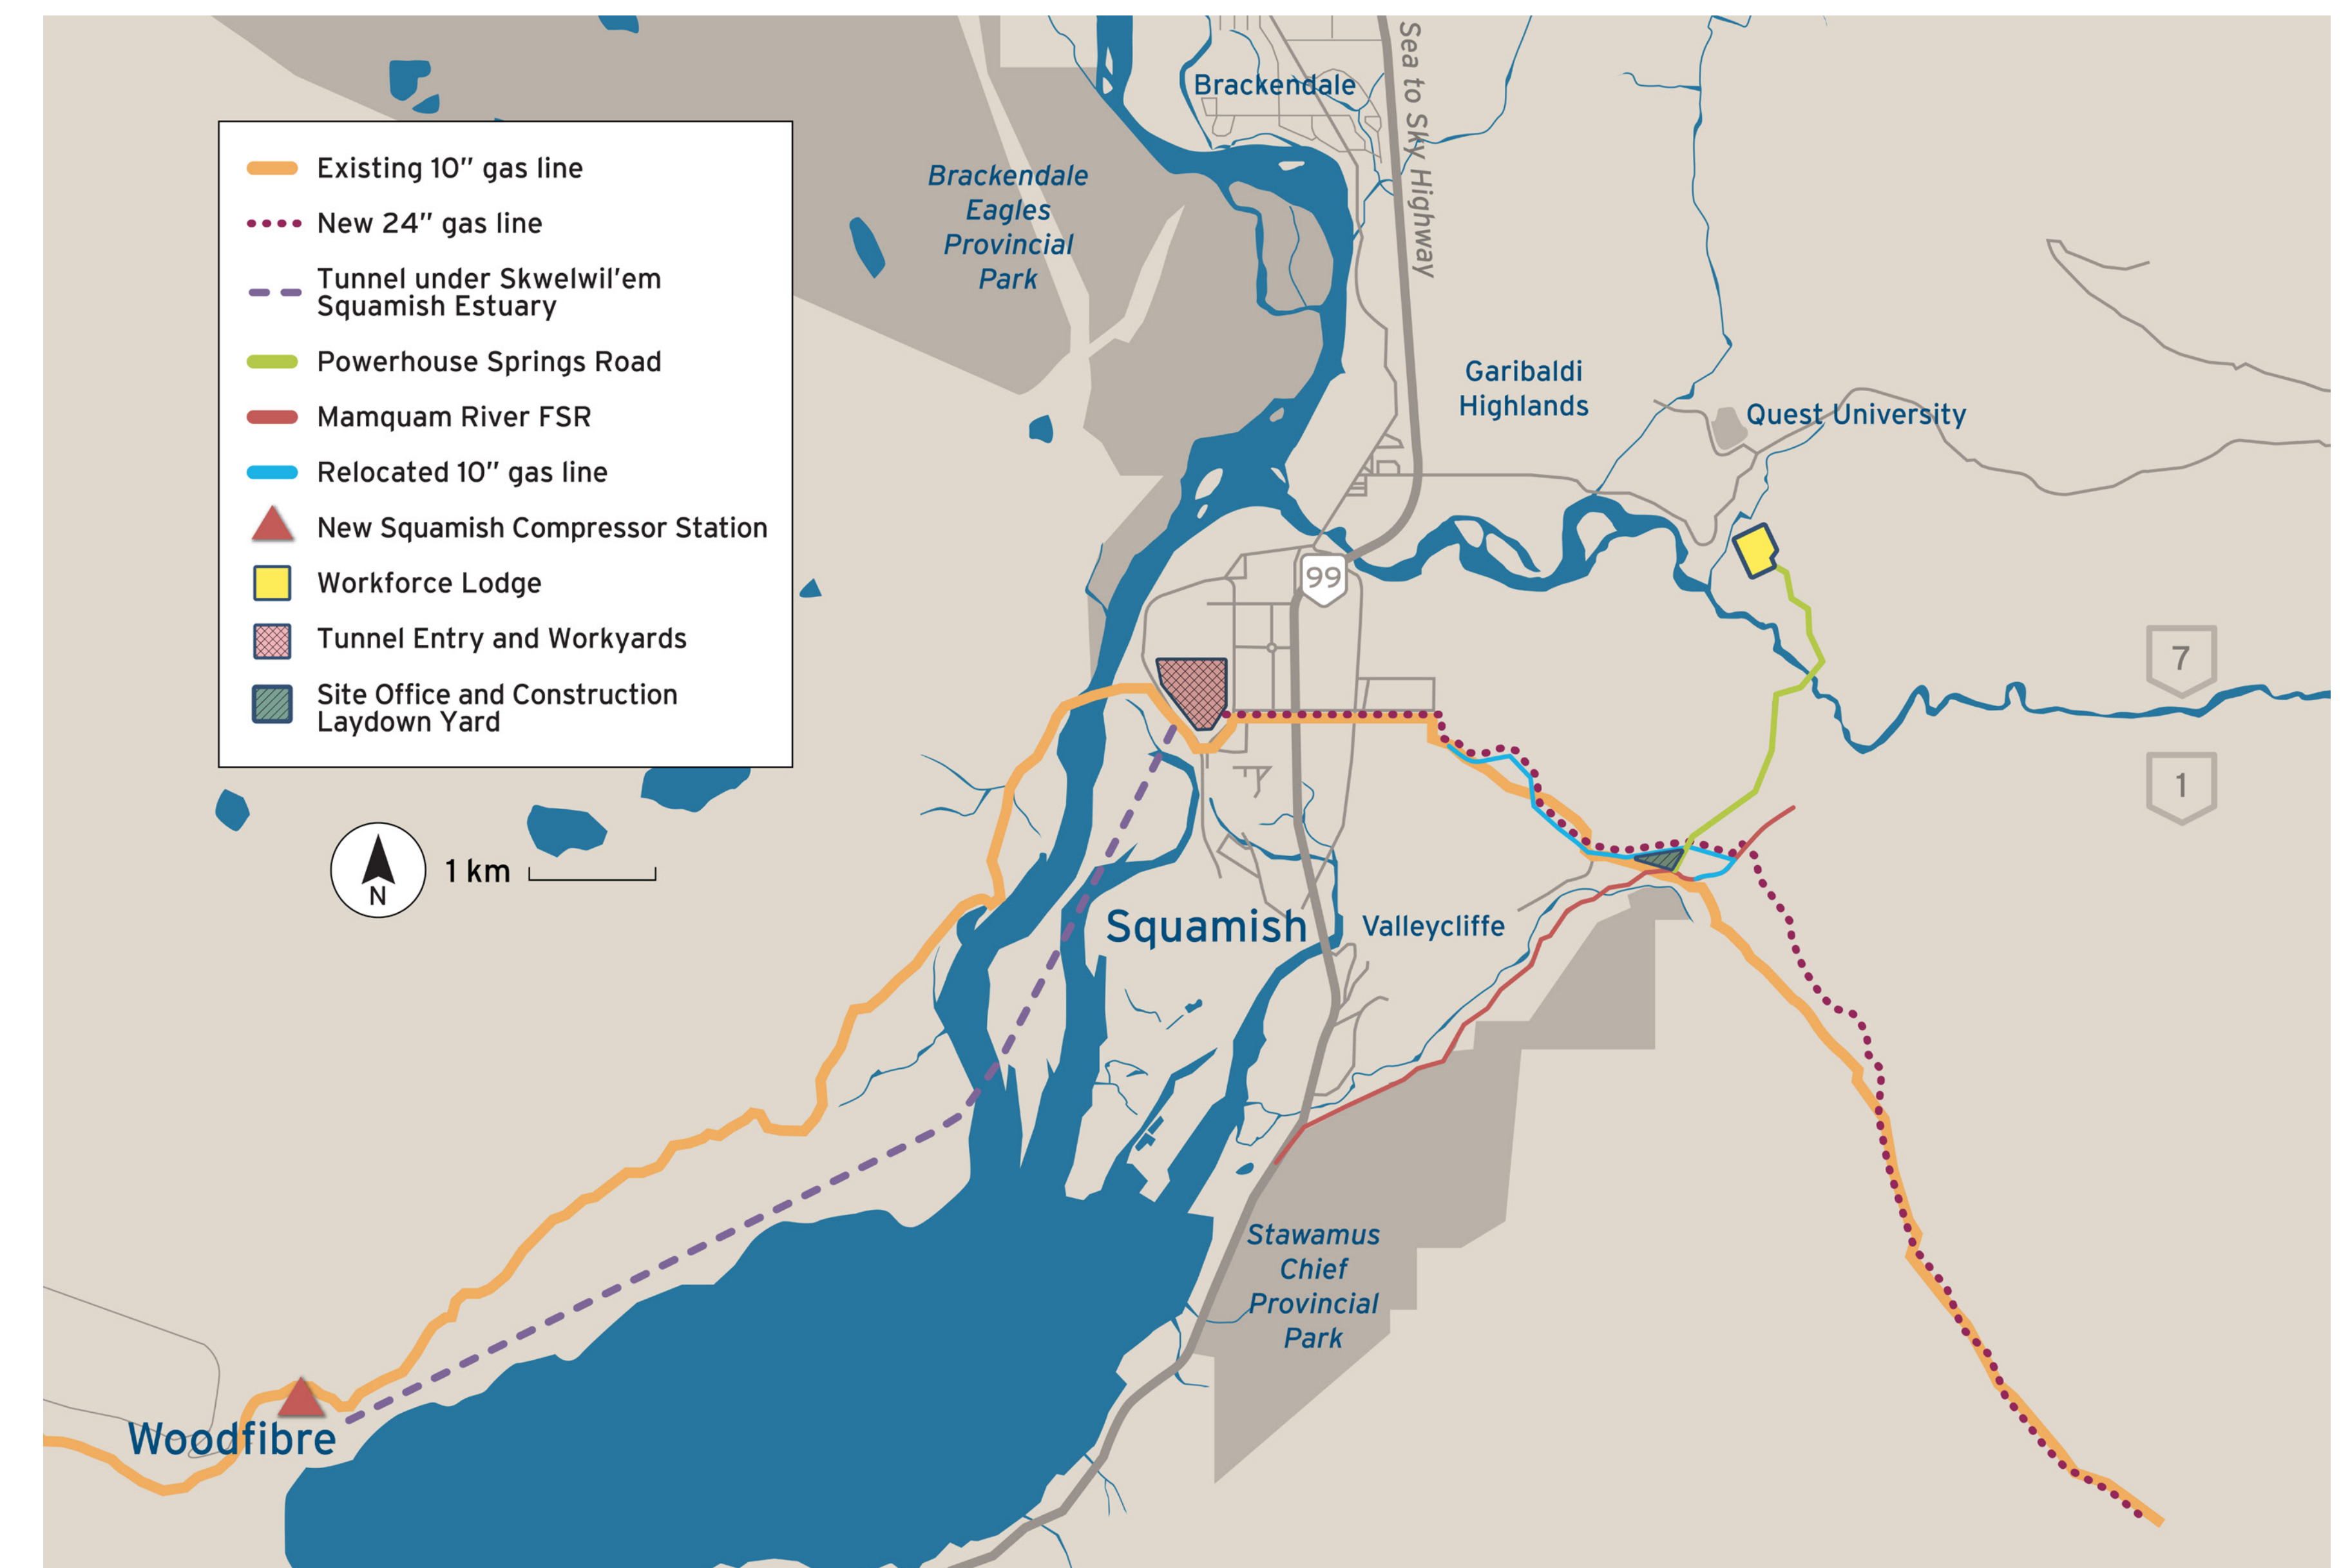 Existing 10" gas line
New 24" gas line
Tunnel under Skwelwil'em
Squamish Estuary
Powerhouse Springs Road
Mamquam River FSR
Relocated 10" gas line
New Squamish Compressor Station
Workforce Lodge
Tunnel Entry and Workyards
Site Office and Construction
Laydown Yard
N
1 km
Brackendale
Sea to Sky Highway
Brackendale
Eagles
Provincial
Park
Garibaldi
Highlands
Quest University
99
7
1
Squamish
Valleycliffe
Stawamus
Chief
Provincial
Park
Woodfibre